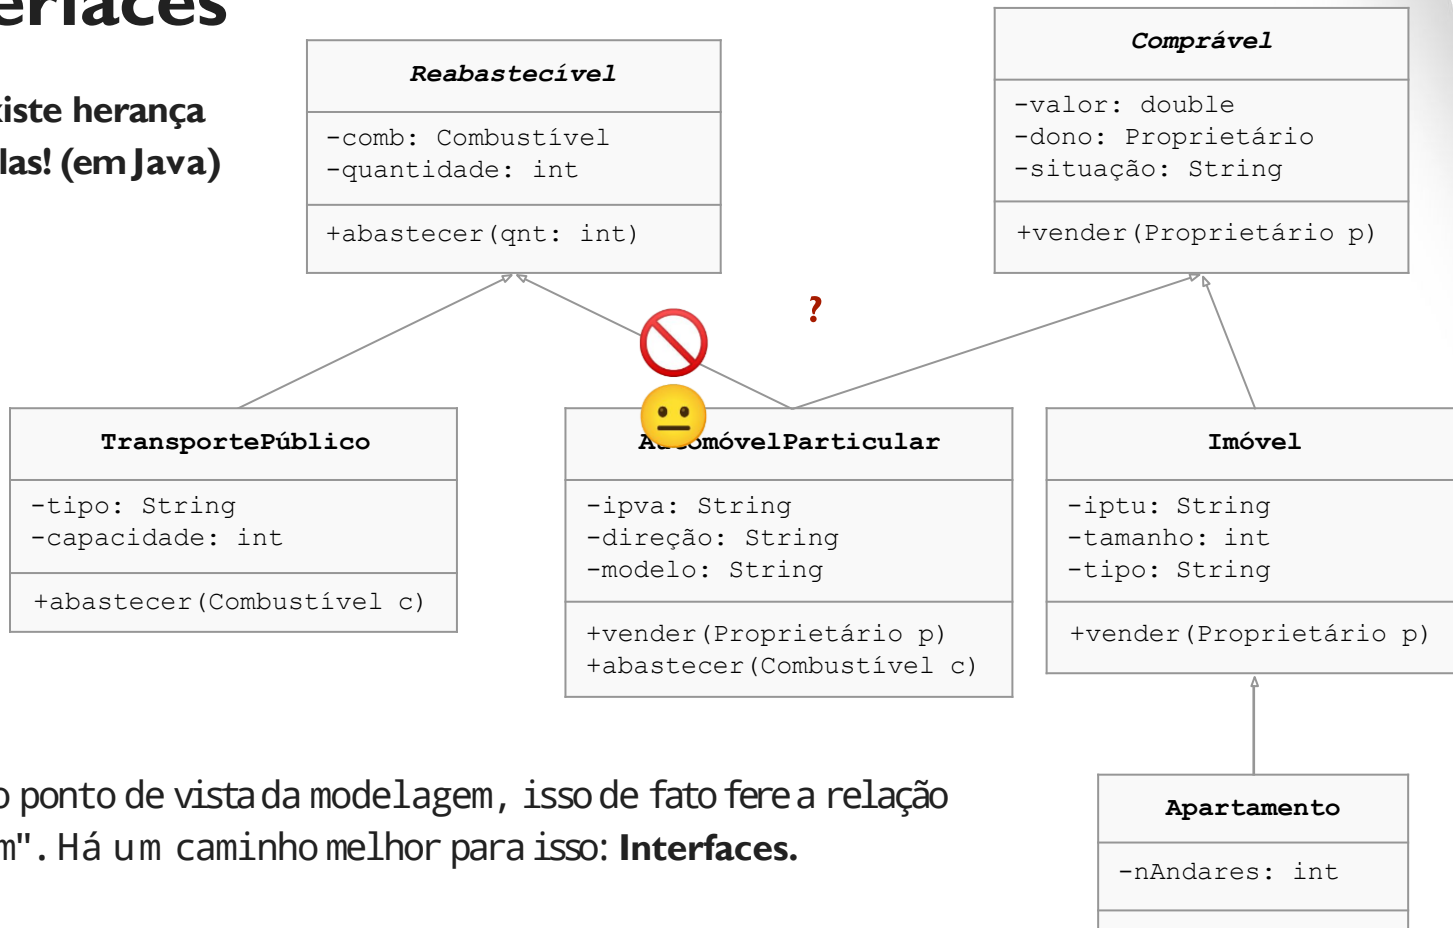 erfaces
xiste herança
las! (em Java)
Reabastecível
-comb: Combustível
-quantidade: int
+abastecer(qnt: int)
Comprável
-valor: double
-dono: Proprietário
-situação: String
+vender(Proprietário p)
?
TransportePúblico
-tipo: String
-capacidade: int
+abastecer(Combustível c)
AutomóvelParticular
-ipva: String
-direção: String
-modelo: String
+vender(Proprietário p)
+abastecer(Combustível c)
Imóvel
-iptu: String
-tamanho: int
-tipo: String
+vender(Proprietário p)
o ponto de vista da modelagem, isso de fato fere a relação
m". Há um caminho melhor para isso: Interfaces.
Apartamento
-nAndares: int